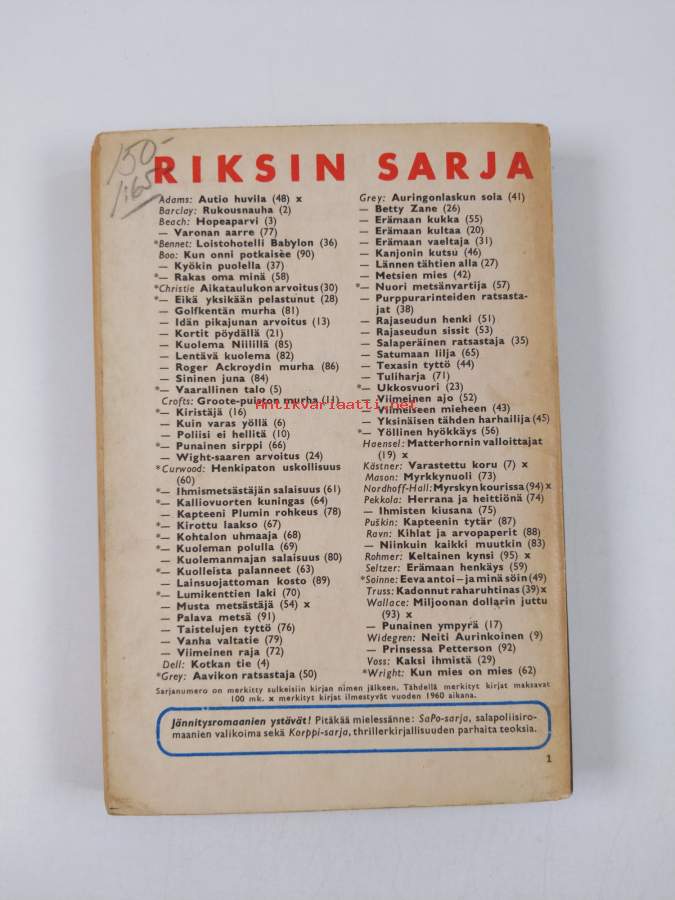 150-
1:65
RIKSIN SARJA
Adams: Autio huvila (48) x
Barclay: Rukousnauha (2)
Beach: Hopeaparvi (3)
— Varonan aarre (77)
*Bennet: Loistohotelli Babylon (36)
Boo: Kun onni potkaisèe (90)
— Kyökin puolella (37)
*— Rakas oma minä (58)
*Christie Aikataulukon arvoitus (30)
*— Eikä yksikään pelastunut (28)
— Golfkentän murha (81)
— Idän pikajunan arvoitus (13)
— Kortit pöydällä (21)
— Kuolema Niilillä (85)
— Lentävä kuolema (82)
— Roger Ackroydin murha (86)
— Sininen juna (84)
*— Vaarallinen talo (5)
Crofts: Groote-puiston murha (11)
*— Kiristäjä (16)
— Kuin varas yöllä (6)
— Poliisi ei hellitä (10)
*— Punainen sirppi (66)
— Wight-saaren arvoitus (24)
*Curwood: Henkipaton uskollisuus
(60)
*— Ihmismetsästäjän salaisuus (61)
*— Kalliovuorten kuningas (64)
— Kapteeni Plumin rohkeus (78)
*— Kirottu laakso (67)
*— Kohtalon uhmaaja (68)
*— Kuoleman polulla (69)
— Kuolemanmajan salaisuus (80)
*— Kuolleista palanneet (63)
— Lainsuojattoman kosto (89)
*— Lumikenttien laki (70)
— Musta metsästäjä (54) x
— Palava metsä (91)
— Taistelujen tyttö (76)
— Vanha valtatie (79)
— Viimeinen raja (72)
Dell: Kotkan tie (4)
*Grey: Aavikon ratsastaja (50)
Grey: Auringonlaskun sola (41)
— Betty Zane (26)
— Erämaan kukka (55)
— Erämaan kultaa (20)
— Erämaan vaeltaja (31)
— Kanjonin kutsu (46)
— Lännen tähtien alla (27)
— Metsien mies (42)
*— Nuori metsänvartija (57)
— Purppurarinteiden ratsasta-
jat (38)
— Rajaseudun henki (51)
— Rajaseudun sissit (53)
— Salaperäinen ratsastaja (35)
— Satumaan lilja (65)
— Texasin tyttö (44)
— Tuliharja (71)
*— Ukkosvuori (23)
— Viimeinen ajo (52)
— Viimeiseen mieheen (43)
— Yksinäisen tähden harhailija (45)
*— Yöllinen hyökkäys (56)
Haensel: Matterhornin valloittajat
(19) x
Kästner: Varastettu koru (7) x
Mason: Myrkkynuoli (73)
Nordhoff-Hall: Myrskyn kourissa (94) x
Pekkola: Herrana ja heittiönä (74)
— Ihmisten kiusana (75)
Puškin: Kapteenin tytär (87)
Ravn: Kihlat ja arvopaperit (88)
— Niinkuin kaikki muutkin (83)
Rohmer: Keltainen kynsi (95) x
Seltzer: Erämaan henkäys (59)
*Soinne: Eeva antoi — ja minä söin (49)
Truss: Kadonnut raharuhtinas (39) x
Wallace: Miljoonan dollarin juttu
(93) x
— Punainen ympyrä (17)
Widegren: Neiti Aurinkoinen (9)
— Prinsessa Petterson (92)
Voss: Kaksi ihmistä (29)
*Wright: Kun mies on mies (62)
Sarjanumero on merkitty sulkeisiin kirjan nimen jälkeen. Tähdellä merkityt kirjat maksavat
100 mk. x merkityt kirjat ilmestyvät vuoden 1960 aikana.
Jännitysromaanien ystävät! Pitäkää mielessänne: SaPo-sarja, salapoliisiro-
maanien valikoima sekä Korppi-sarja, thrillerkirjallisuuden parhaita teoksia.
1
Antikvariaatti.net